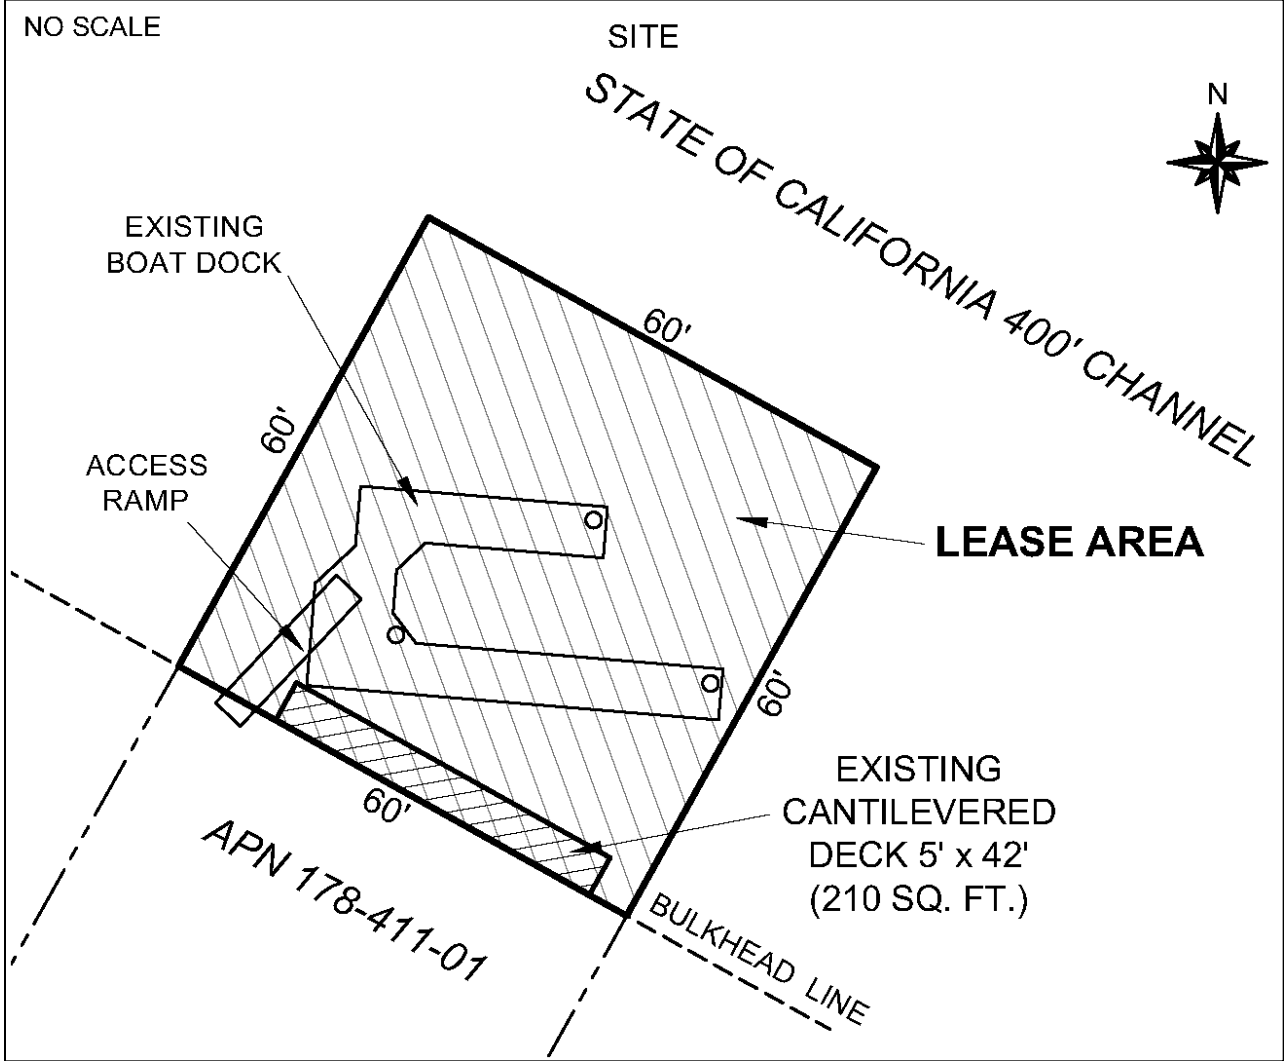 NO SCALE
SITE
STATE OF CALIFORNIA 400' CHANNEL
N
EXISTING
BOAT DOCK
60'
60'
ACCESS
RAMP
LEASE AREA
60'
60'
EXISTING
CANTILEVERED
DECK 5' x 42'
(210 SQ. FT.)
APN 178-411-01
BULKHEAD LINE